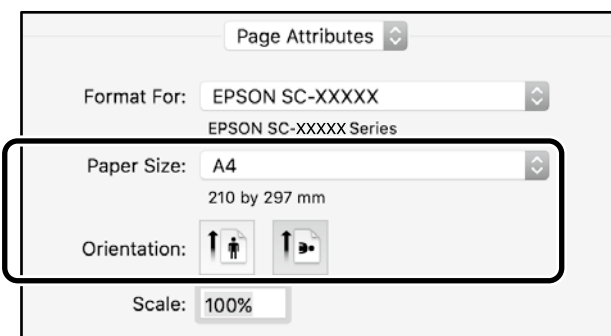 Page Attributes
Format For: EPSON SC-XXXXX
EPSON SC-XXXXX Series
Paper Size: A4
210 by 297 mm
Orientation:
Scale: 100%